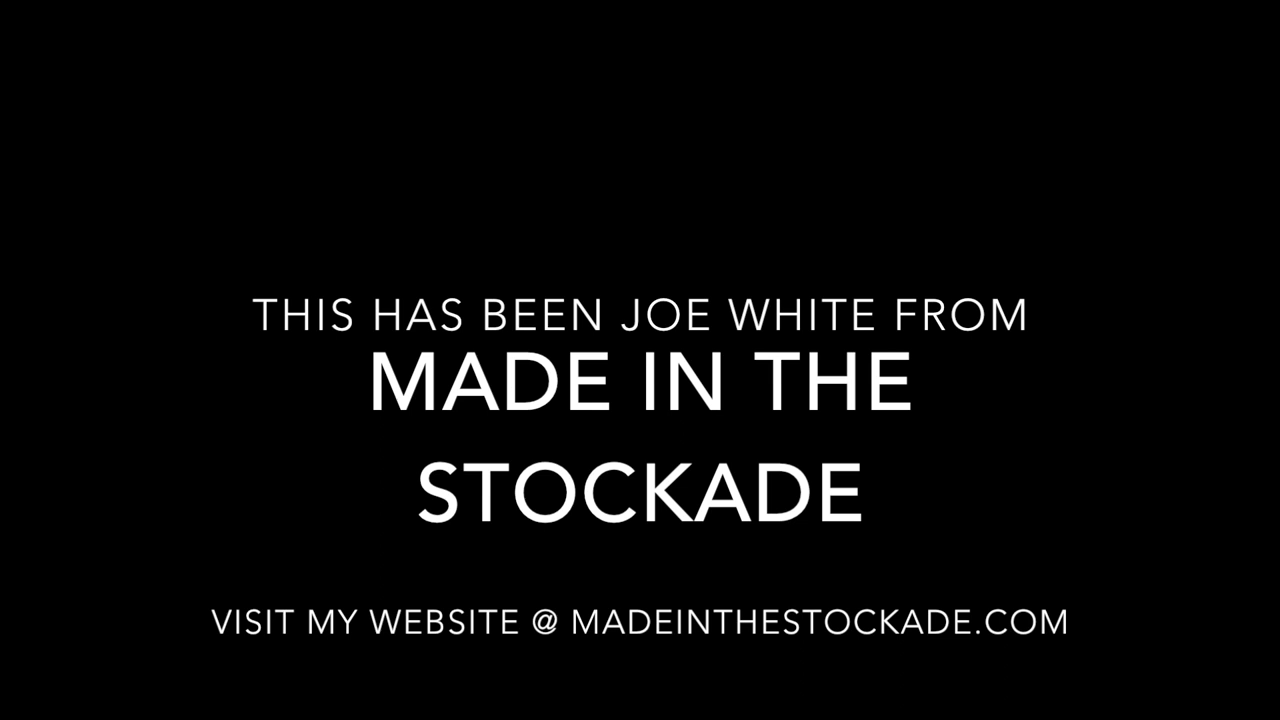 THIS HAS BEEN JOE WHITE FROM
MADE IN THE
STOCKADE
VISIT MY WEBSITE @ MADEINTHESTOCKADE.COM